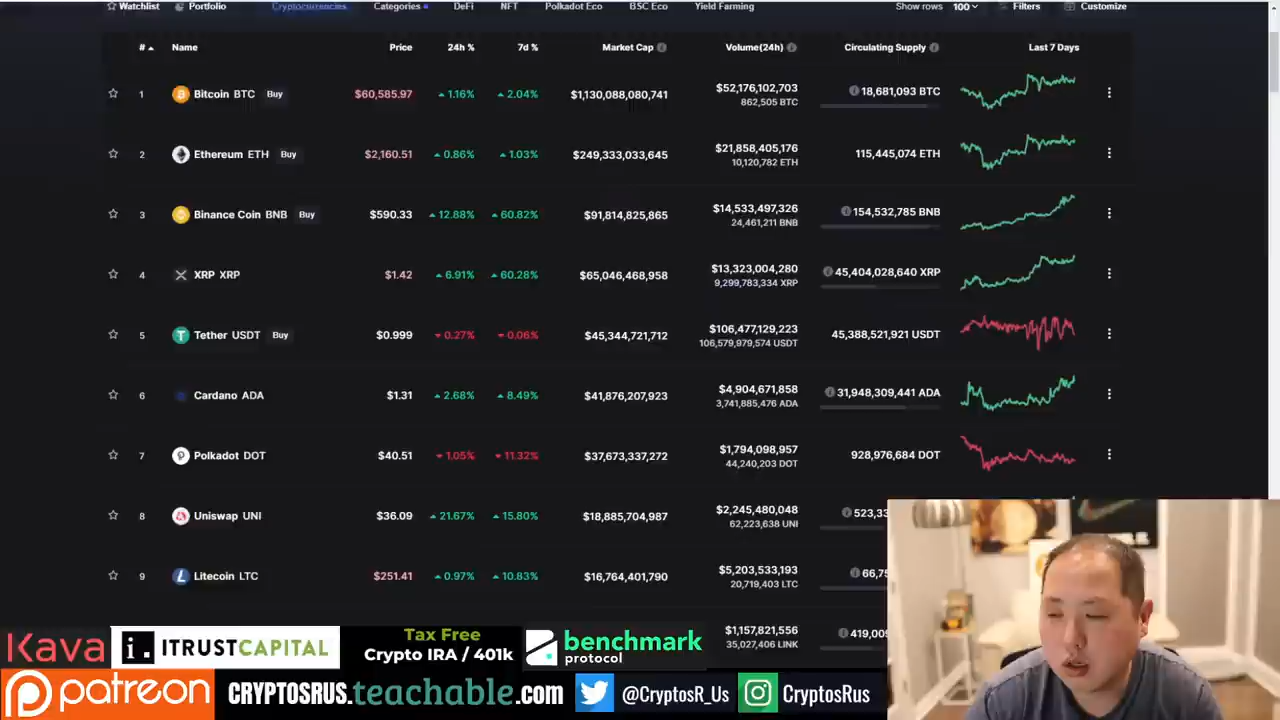 Watchlist Portfolio Cryptocurrencies Categories DeFi NFT Polkadot Eco BSC Eco Yield Farming Show rows 100 Filters Customize
# Name Price 24h % 7d % Market Cap Volume(24h) Circulating Supply Last 7 Days
1 Bitcoin BTC Buy $60,585.97 1.16% 2.04% $1,130,088,080,741 $52,176,102,703 18,681,093 BTC
862,505 BTC
2 Ethereum ETH Buy $2,160.51 0.86% 1.03% $249,333,033,645 $21,858,405,176 115,445,074 ETH
10,120,782 ETH
3 Binance Coin BNB Buy $590.33 12.88% 60.82% $91,814,825,865 $14,533,497,326 154,532,785 BNB
24,461,211 BNB
4 XRP XRP $1.42 6.91% 60.28% $65,046,468,958 $13,323,004,280 45,404,028,640 XRP
9,299,783,334 XRP
5 Tether USDT Buy $0.999 0.27% 0.06% $45,344,721,712 $106,477,129,223 45,388,521,921 USDT
106,579,979,574 USDT
6 Cardano ADA $1.31 2.68% 8.49% $41,876,207,923 $4,904,671,858 31,948,309,441 ADA
3,741,885,476 ADA
7 Polkadot DOT $40.51 1.05% 11.32% $37,673,337,272 $1,794,098,957 928,976,684 DOT
44,240,203 DOT
8 Uniswap UNI $36.09 21.67% 15.80% $18,885,704,987 $2,245,480,048 523,33
62,223,638 UNI
9 Litecoin LTC $251.41 0.97% 10.83% $16,764,401,790 $5,203,533,193 66,75
20,719,403 LTC
$1,157,821,556 419,009
35,027,406 LINK
Kava i. ITRUSTCAPITAL Tax Free
Crypto IRA / 401k
benchmark
protocol
patreon CRYPTOSRUS.teachable.com @CryptosR_Us CryptosRus